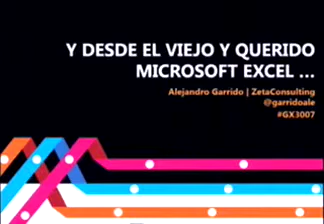 Y DESDE EL VIEJO Y QUERIDO
MICROSOFT EXCEL ...
Alejandro Garrido | ZetaConsulting
@garridoale
#GX3007